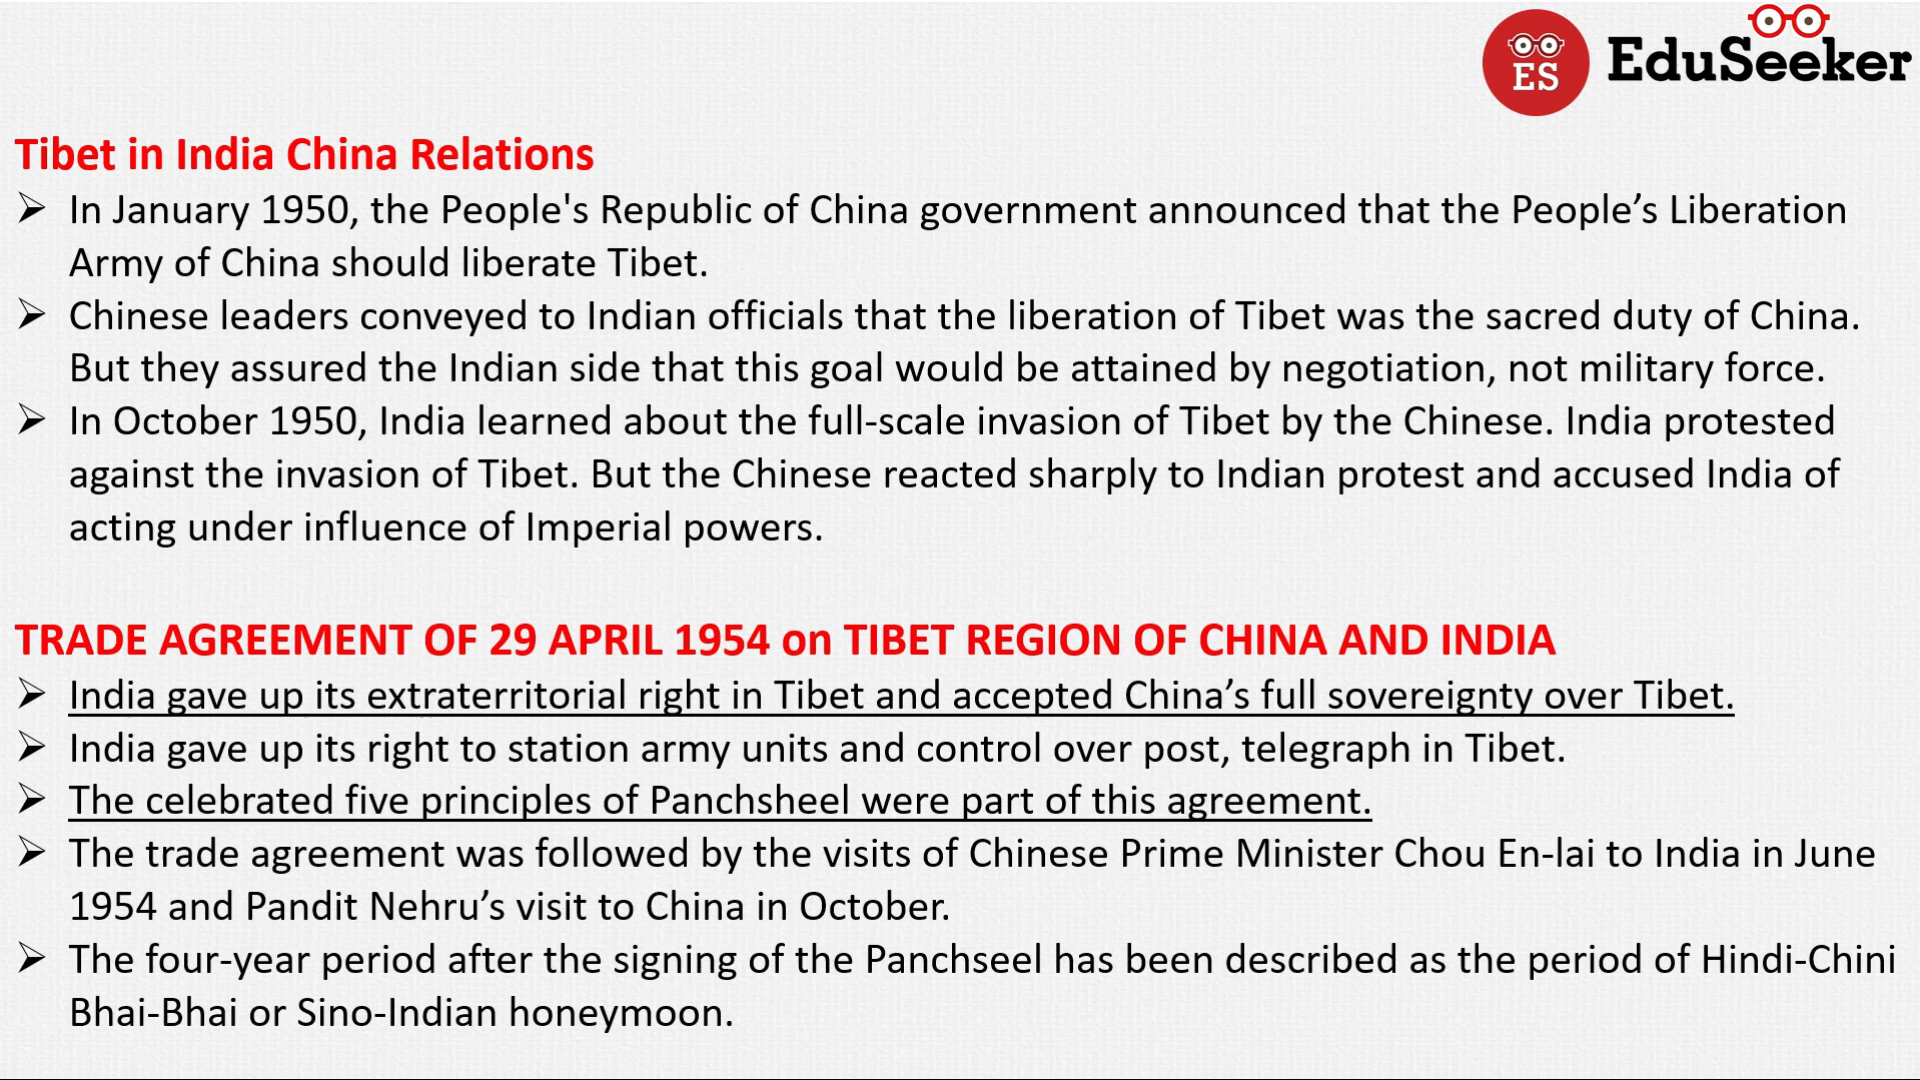 ES
EduSeeker
Tibet in India China Relations
➢ In January 1950, the People's Republic of China government announced that the People’s Liberation
Army of China should liberate Tibet.
➢ Chinese leaders conveyed to Indian officials that the liberation of Tibet was the sacred duty of China.
But they assured the Indian side that this goal would be attained by negotiation, not military force.
➢ In October 1950, India learned about the full-scale invasion of Tibet by the Chinese. India protested
against the invasion of Tibet. But the Chinese reacted sharply to Indian protest and accused India of
acting under influence of Imperial powers.
TRADE AGREEMENT OF 29 APRIL 1954 on TIBET REGION OF CHINA AND INDIA
➢ India gave up its extraterritorial right in Tibet and accepted China’s full sovereignty over Tibet.
➢ India gave up its right to station army units and control over post, telegraph in Tibet.
➢ The celebrated five principles of Panchsheel were part of this agreement.
➢ The trade agreement was followed by the visits of Chinese Prime Minister Chou En-lai to India in June
1954 and Pandit Nehru’s visit to China in October.
➢ The four-year period after the signing of the Panchseel has been described as the period of Hindi-Chini
Bhai-Bhai or Sino-Indian honeymoon.